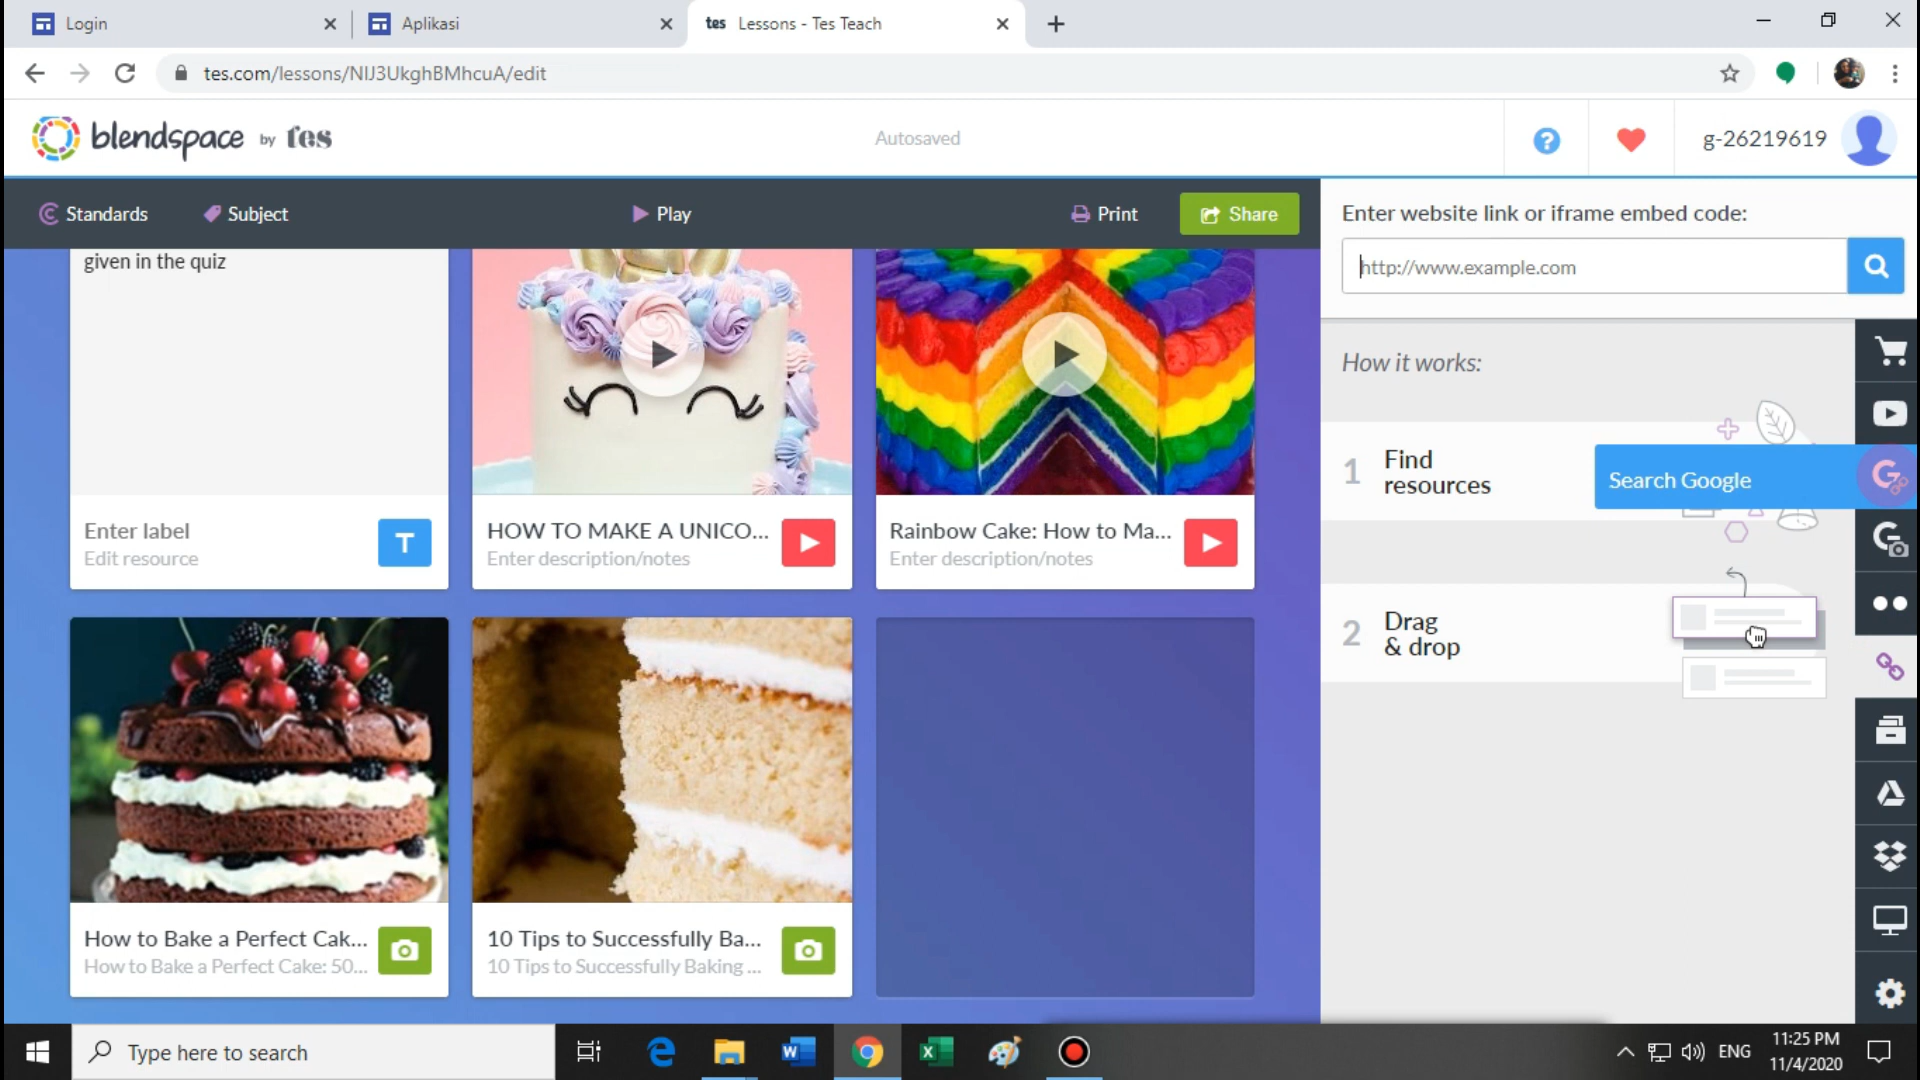 Login
Aplikasi
tes Lessons - Tes Teach
tes.com/lessons/NIJ3UkghBMhcuA/edit
blendspace by tes
Autosaved
g-26219619
Standards
Subject
Play
Print
Share
Enter website link or iframe embed code:
http://www.example.com
given in the quiz
How it works:
1 Find
resources
Search Google
Enter label
Edit resource
T
HOW TO MAKE A UNICO...
Enter description/notes
Rainbow Cake: How to Ma...
Enter description/notes
2 Drag
& drop
How to Bake a Perfect Cak...
How to Bake a Perfect Cake: 50...
10 Tips to Successfully Ba...
10 Tips to Successfully Baking ...
Type here to search
ENG
11:25 PM
11/4/2020